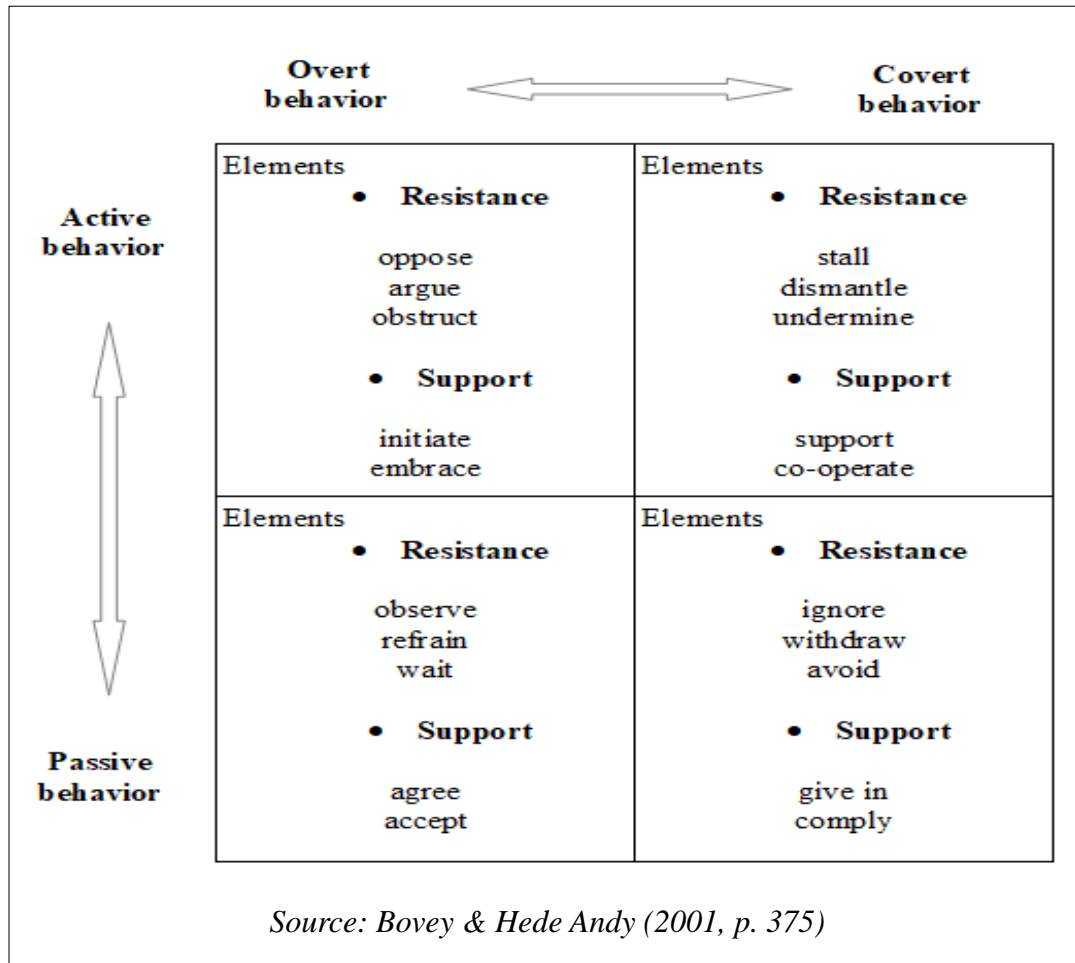 Overt
behavior
Covert
behavior
Active
behavior
Elements
• Resistance
oppose
argue
obstruct
• Support
initiate
embrace
Elements
• Resistance
stall
dismantle
undermine
• Support
support
co-operate
Passive
behavior
Elements
• Resistance
observe
refrain
wait
• Support
agree
accept
Elements
• Resistance
ignore
withdraw
avoid
• Support
give in
comply
Source: Bovey & Hede Andy (2001, p. 375)